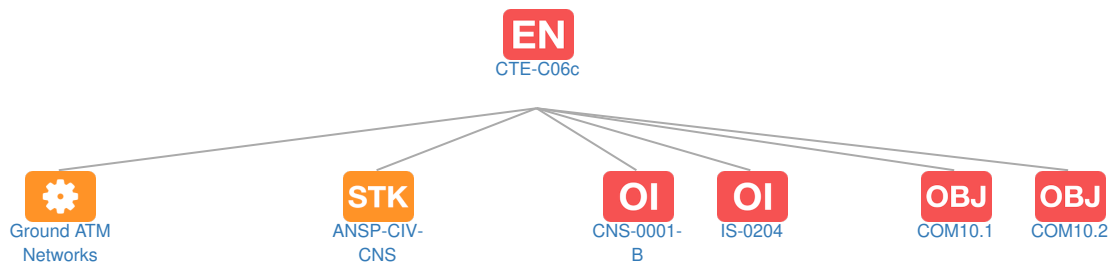 EN
CTE-C06c
STK
OI
OI
OBJ
OBJ
Ground ATM
Networks
ANSP-CIV-
CNS
CNS-0001-
B
IS-0204
COM10.1
COM10.2